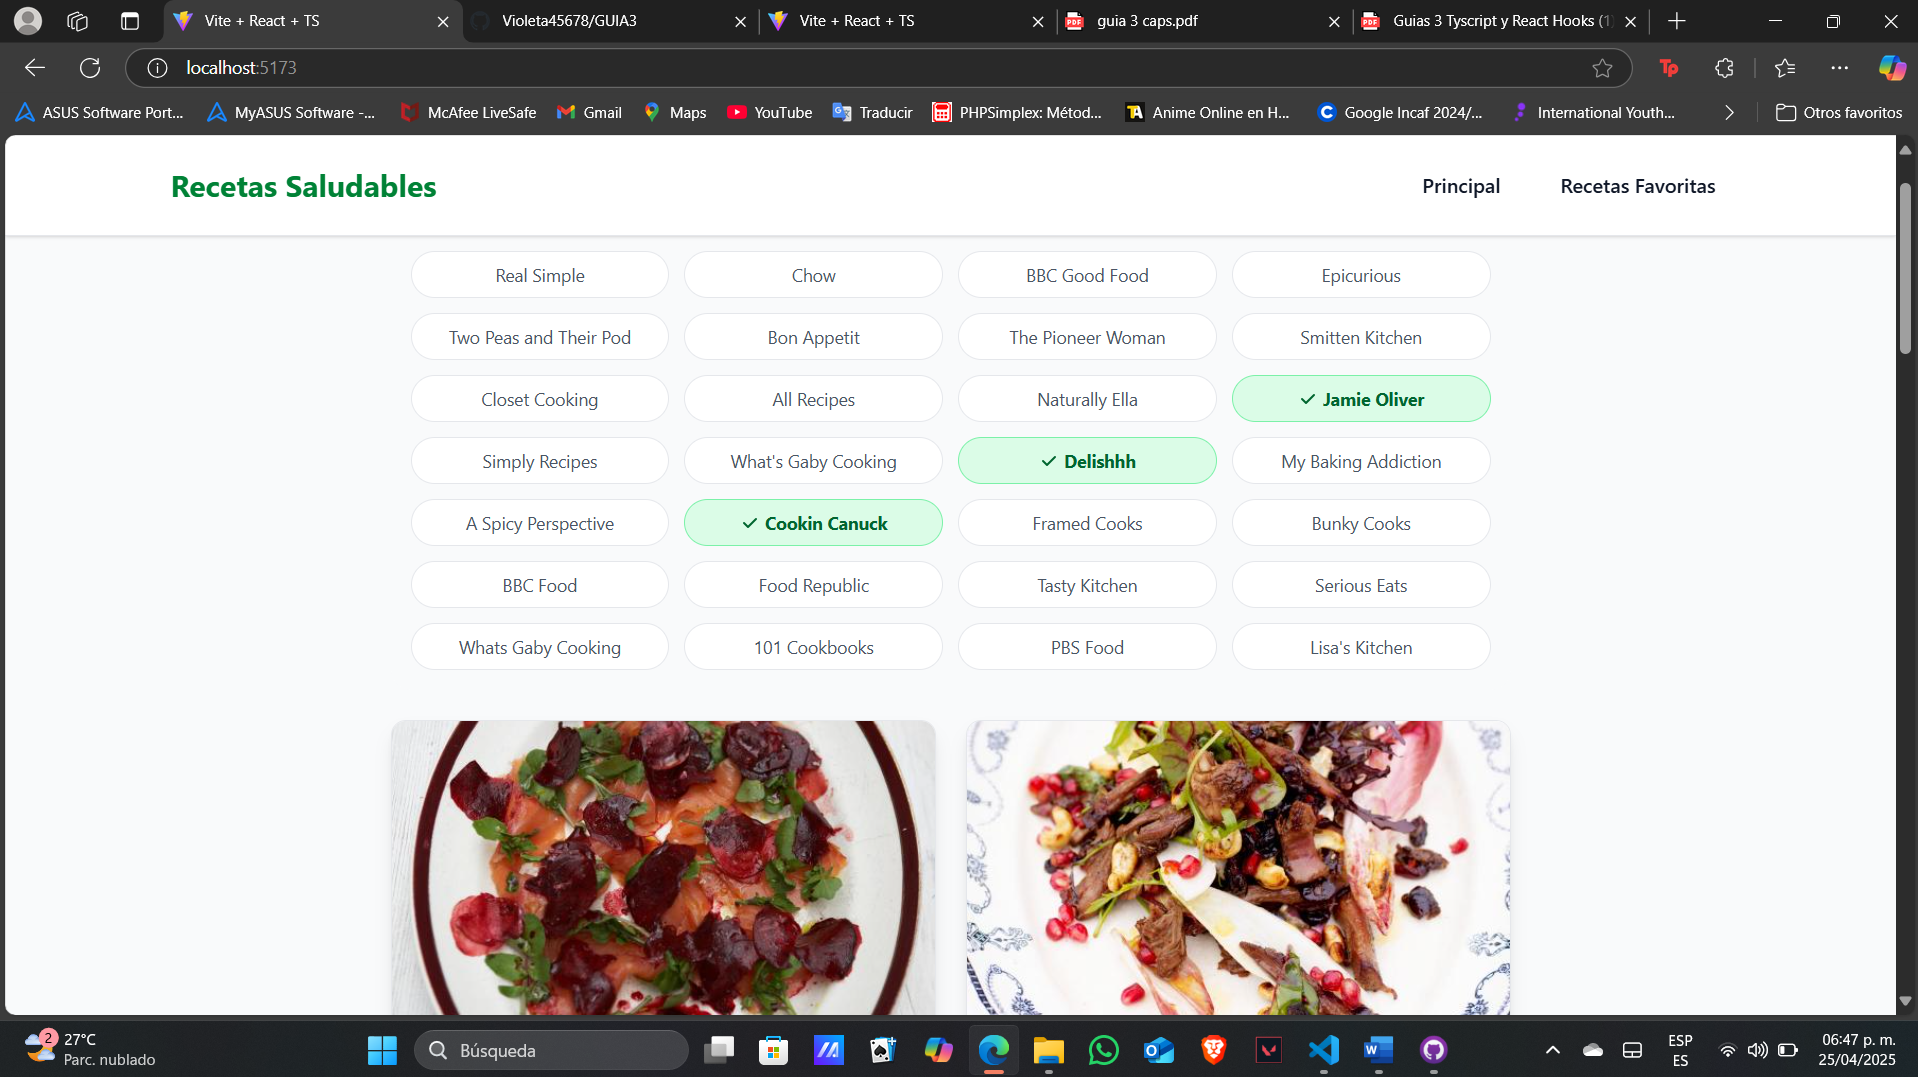 Vite + React + TS
Violeta45678/GUIA3
Vite + React + TS
guia 3 caps.pdf
Guias 3 Tyscript y React Hooks (1)
localhost:5173
ASUS Software Port...
MyASUS Software -...
McAfee LiveSafe
Gmail
Maps
YouTube
Traducir
PHPSimplex: Métod...
Anime Online en H...
Google Incaf 2024/...
International Youth...
Otros favoritos
Recetas Saludables
Principal
Recetas Favoritas
Real Simple
Chow
BBC Good Food
Epicurious
Two Peas and Their Pod
Bon Appetit
The Pioneer Woman
Smitten Kitchen
Closet Cooking
All Recipes
Naturally Ella
Jamie Oliver
Simply Recipes
What's Gaby Cooking
Delishhh
My Baking Addiction
A Spicy Perspective
Cookin Canuck
Framed Cooks
Bunky Cooks
BBC Food
Food Republic
Tasty Kitchen
Serious Eats
Whats Gaby Cooking
101 Cookbooks
PBS Food
Lisa's Kitchen
2
27°C
Parc. nublado
Búsqueda
ESP
ES
06:47 p. m.
25/04/2025